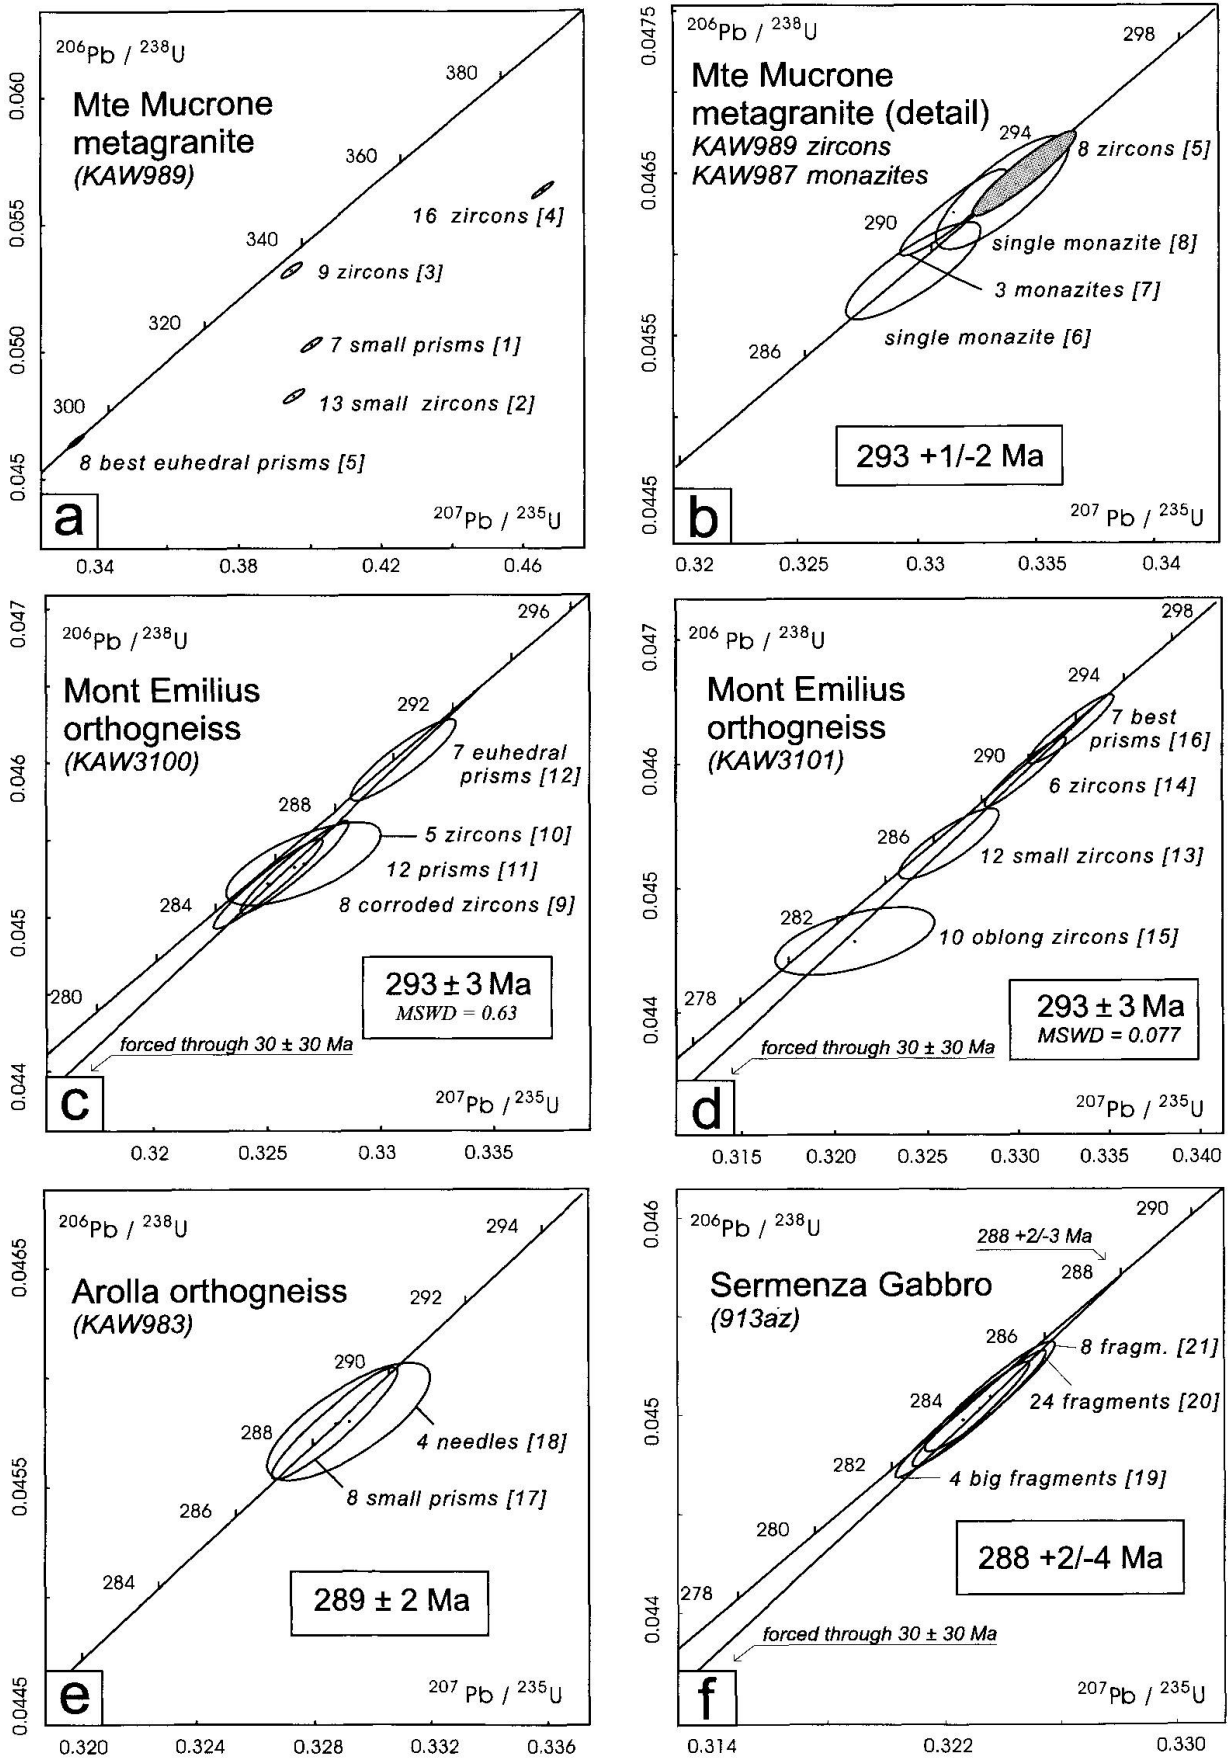 206Pb / 238U
Mte Mucrone
metagranite
(KAW989)
380
360
340
320
300
16 zircons [4]
9 zircons [3]
7 small prisms [1]
13 small zircons [2]
8 best euhedral prisms [5]
0.060
0.055
0.050
0.045
a
207Pb / 235U
0.34
0.38
0.42
0.46
206Pb / 238U
Mte Mucrone
metagranite (detail)
KAW989 zircons
KAW987 monazites
298
294
290
286
8 zircons [5]
single monazite [8]
3 monazites [7]
single monazite [6]
293 +1/-2 Ma
0.0475
0.0465
0.0455
0.0445
b
207Pb / 235U
0.32
0.325
0.33
0.335
0.34
206Pb / 238U
Mont Emilius
orthogneiss
(KAW3100)
296
292
288
284
280
7 euhedral
prisms [12]
5 zircons [10]
12 prisms [11]
8 corroded zircons [9]
293 ± 3 Ma
MSWD = 0.63
forced through 30 ± 30 Ma
0.047
0.046
0.045
0.044
c
207Pb / 235U
0.32
0.325
0.33
0.335
206 Pb / 238U
Mont Emilius
orthogneiss
(KAW3101)
298
294
290
286
282
278
7 best
prisms [16]
6 zircons [14]
12 small zircons [13]
10 oblong zircons [15]
293 ± 3 Ma
MSWD = 0.077
forced through 30 ± 30 Ma
0.047
0.046
0.045
0.044
d
207Pb / 235U
0.315
0.320
0.325
0.330
0.335
0.340
206Pb / 238U
Arolla orthogneiss
(KAW983)
294
292
290
288
286
284
4 needles [18]
8 small prisms [17]
289 ± 2 Ma
0.0465
0.0455
0.0445
e
207 Pb / 235U
0.320
0.324
0.328
0.332
0.336
206Pb / 238U
Sermenza Gabbro
(913az)
288 +2/-3 Ma
290
288
286
284
282
280
278
8 fragm. [21]
24 fragments [20]
4 big fragments [19]
288 +2/-4 Ma
forced through 30 ± 30 Ma
0.046
0.045
0.044
f
207Pb / 235U
0.314
0.322
0.330